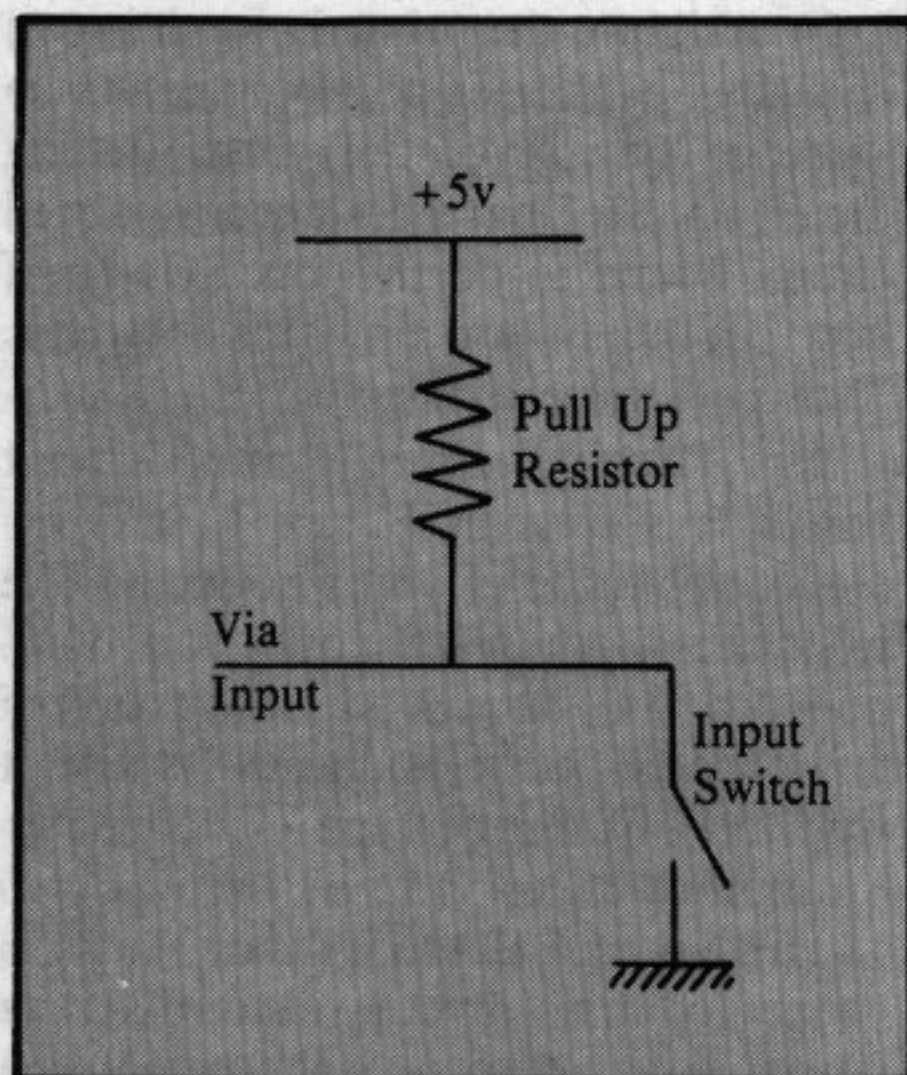 +5v
Pull Up
Resistor
Via
Input
Input
Switch